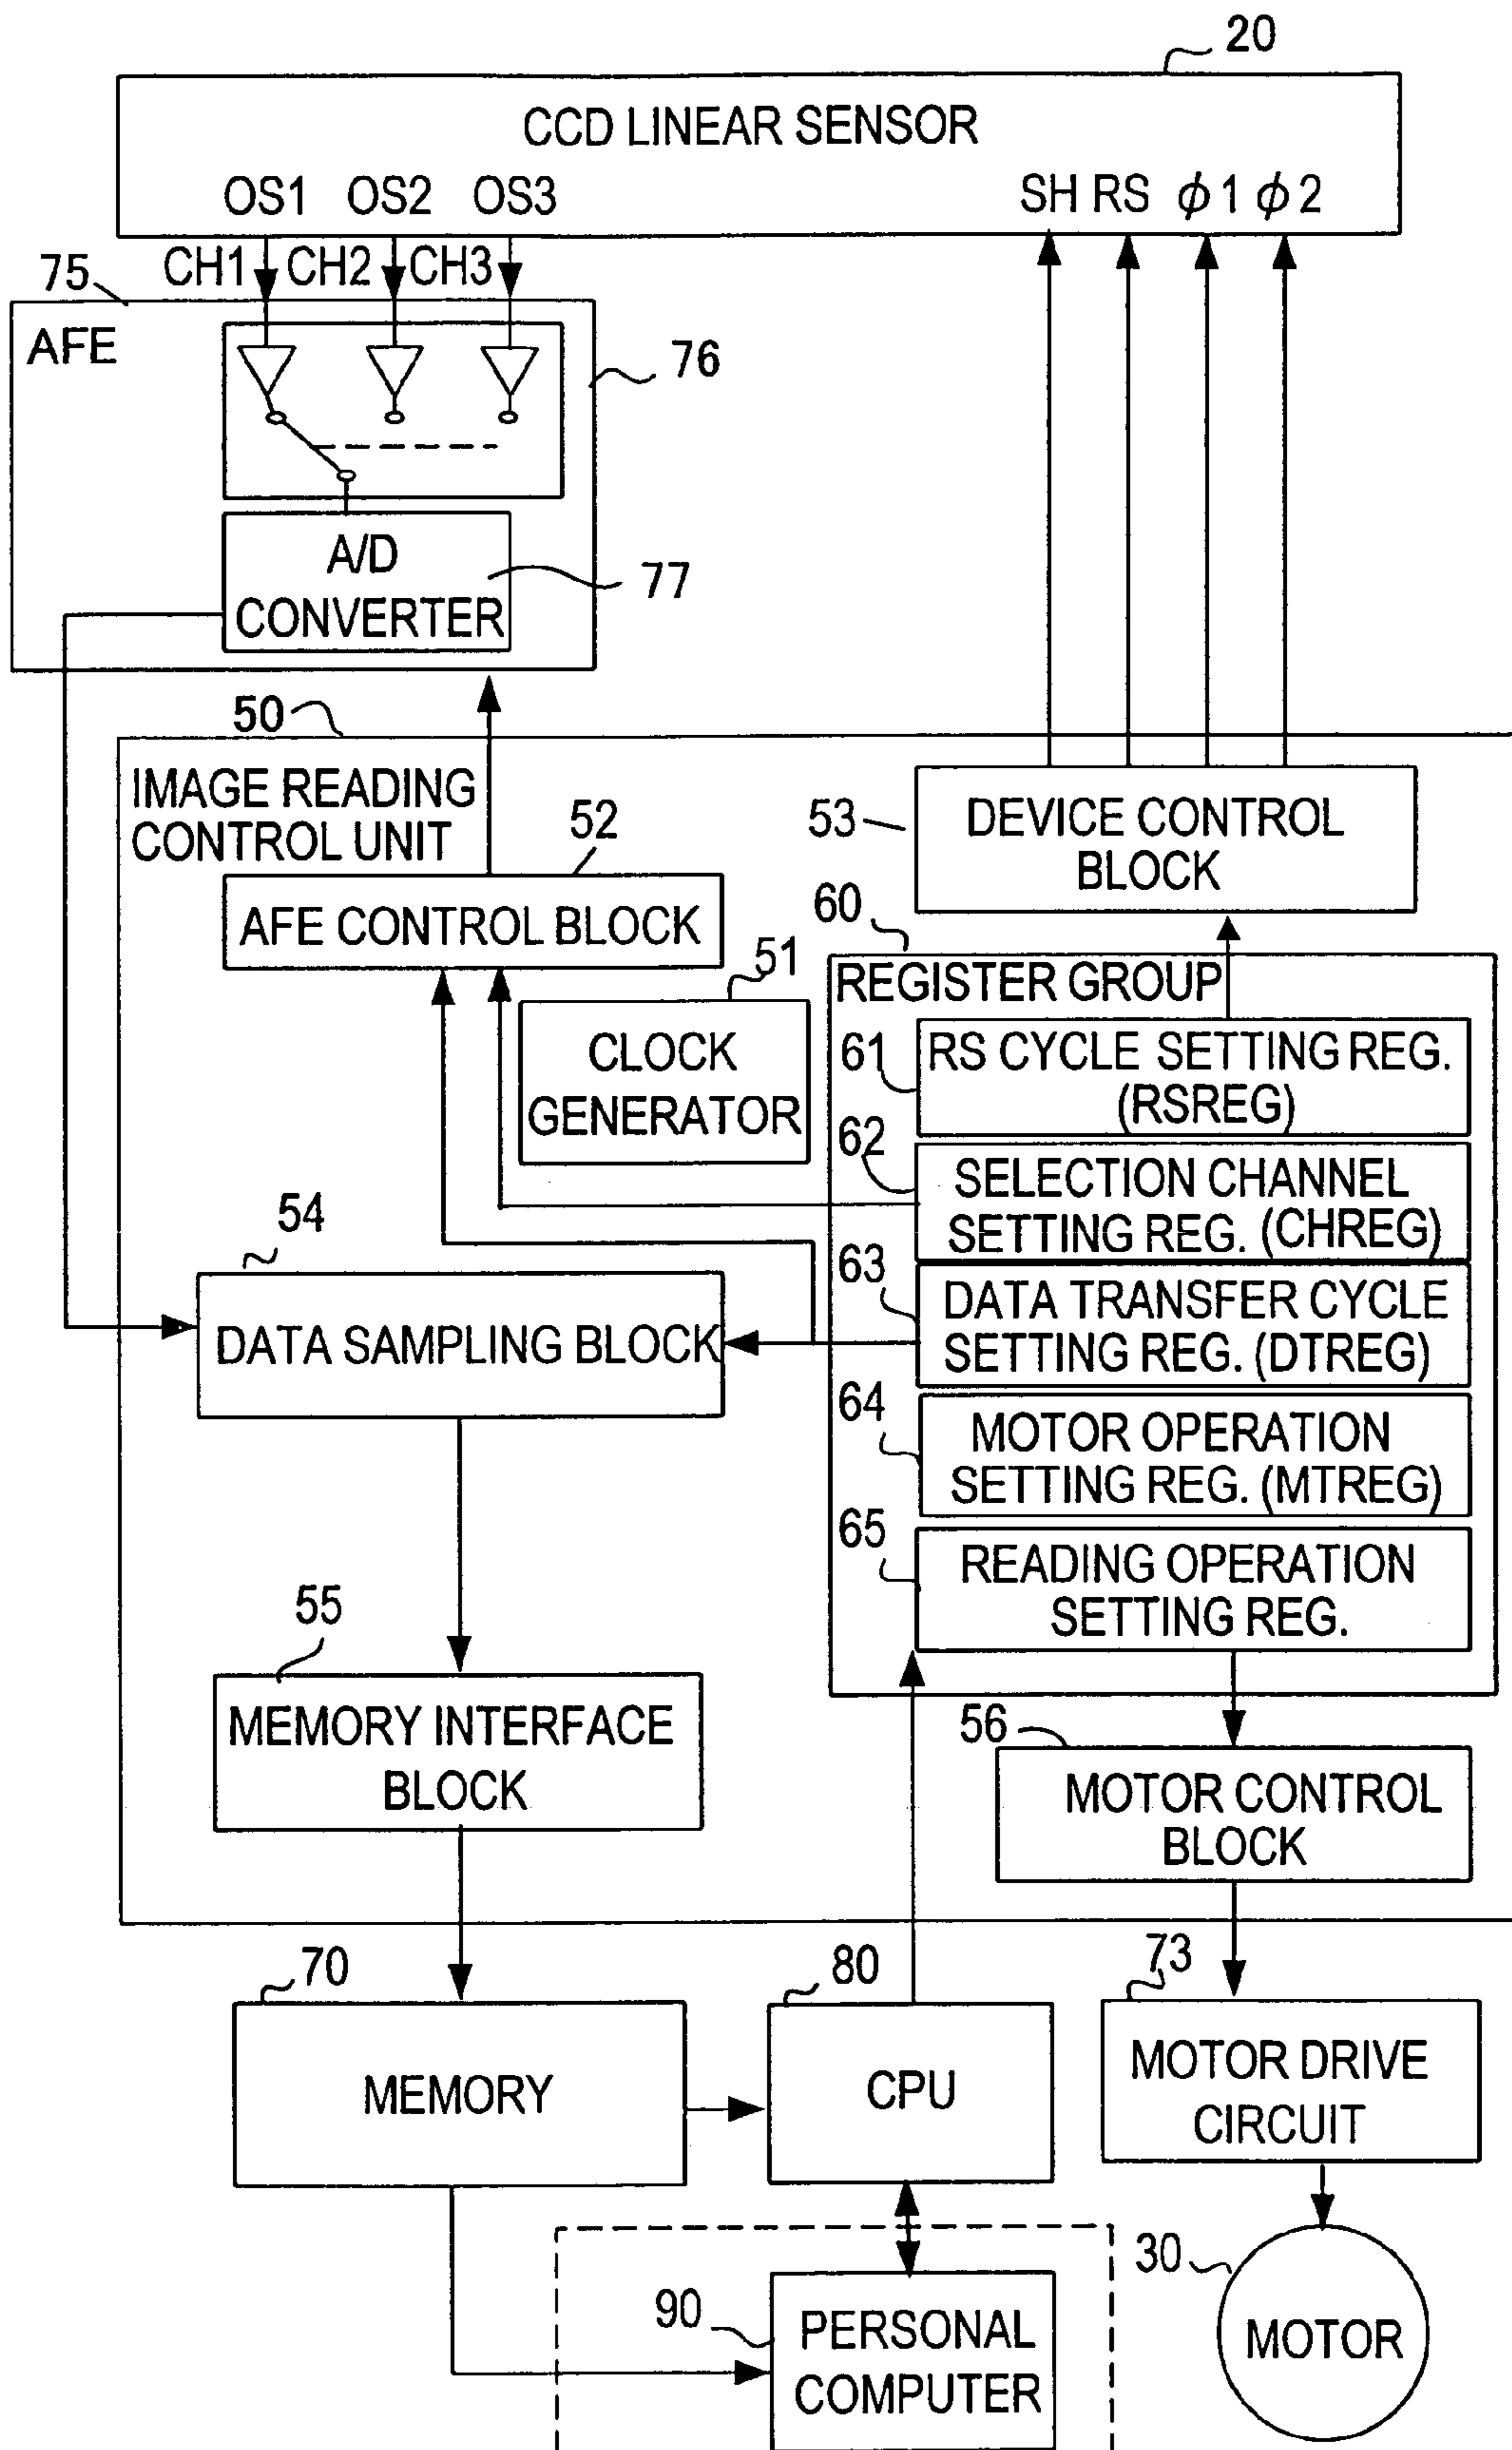 20
CCD LINEAR SENSOR
OS1 OS2 OS3 SH RS ϕ1 ϕ2
CH1 CH2 CH3
75
AFE
76
A/D
CONVERTER
77
50
IMAGE READING
CONTROL UNIT
52
AFE CONTROL BLOCK
53
DEVICE CONTROL
BLOCK
51
CLOCK
GENERATOR
60
REGISTER GROUP
61
RS CYCLE SETTING REG.
(RSREG)
62
SELECTION CHANNEL
SETTING REG. (CHREG)
63
DATA TRANSFER CYCLE
SETTING REG. (DTREG)
64
MOTOR OPERATION
SETTING REG. (MTREG)
65
READING OPERATION
SETTING REG.
54
DATA SAMPLING BLOCK
55
MEMORY INTERFACE
BLOCK
56
MOTOR CONTROL
BLOCK
70
MEMORY
80
CPU
73
MOTOR DRIVE
CIRCUIT
90
PERSONAL
COMPUTER
30
MOTOR